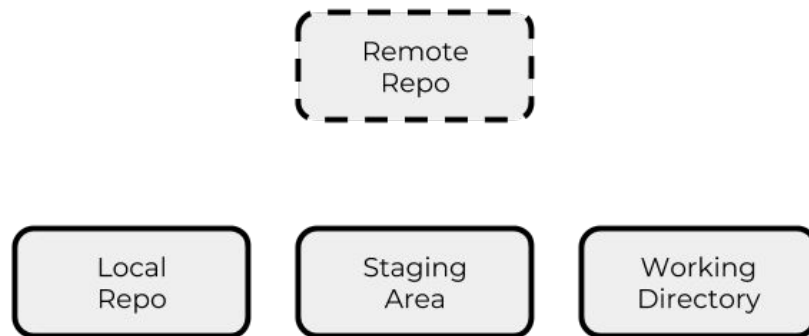 Remote
Repo
Local
Repo
Staging
Area
Working
Directory